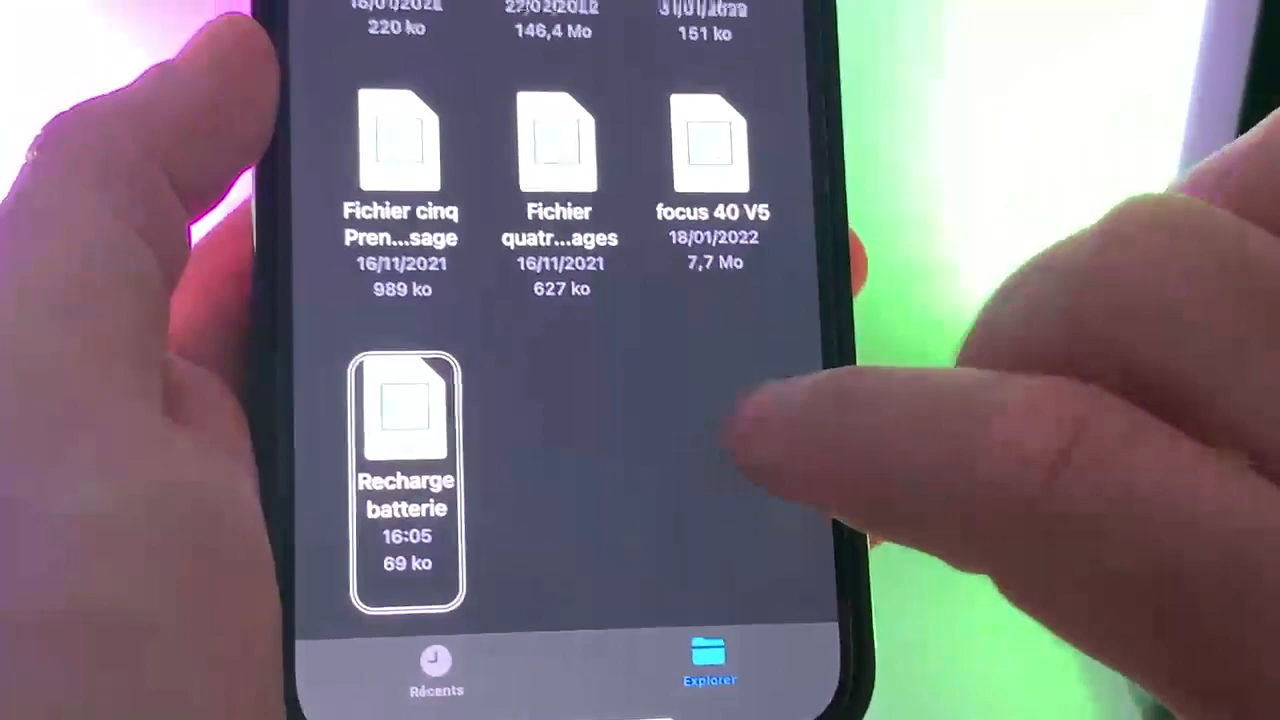 220 ko
146,4 Mo
151 ko
Fichier cinq
Pren...sage
16/11/2021
989 ko
Fichier
quatr...ages
16/11/2021
627 ko
focus 40 V5
18/01/2022
7,7 Mo
Recharge
batterie
16:05
69 ko
Récents
Explorer